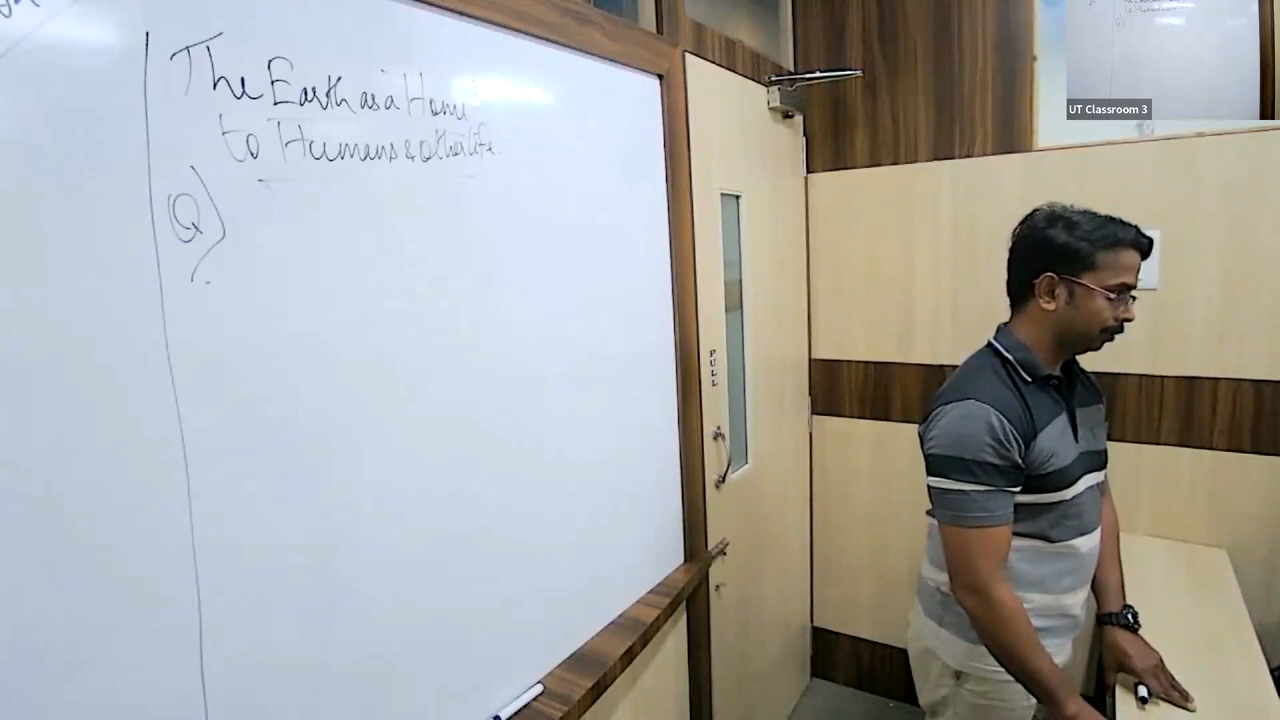 The Earth as a Home
to Humans & other life.
Q)
PULL
UT Classroom 3